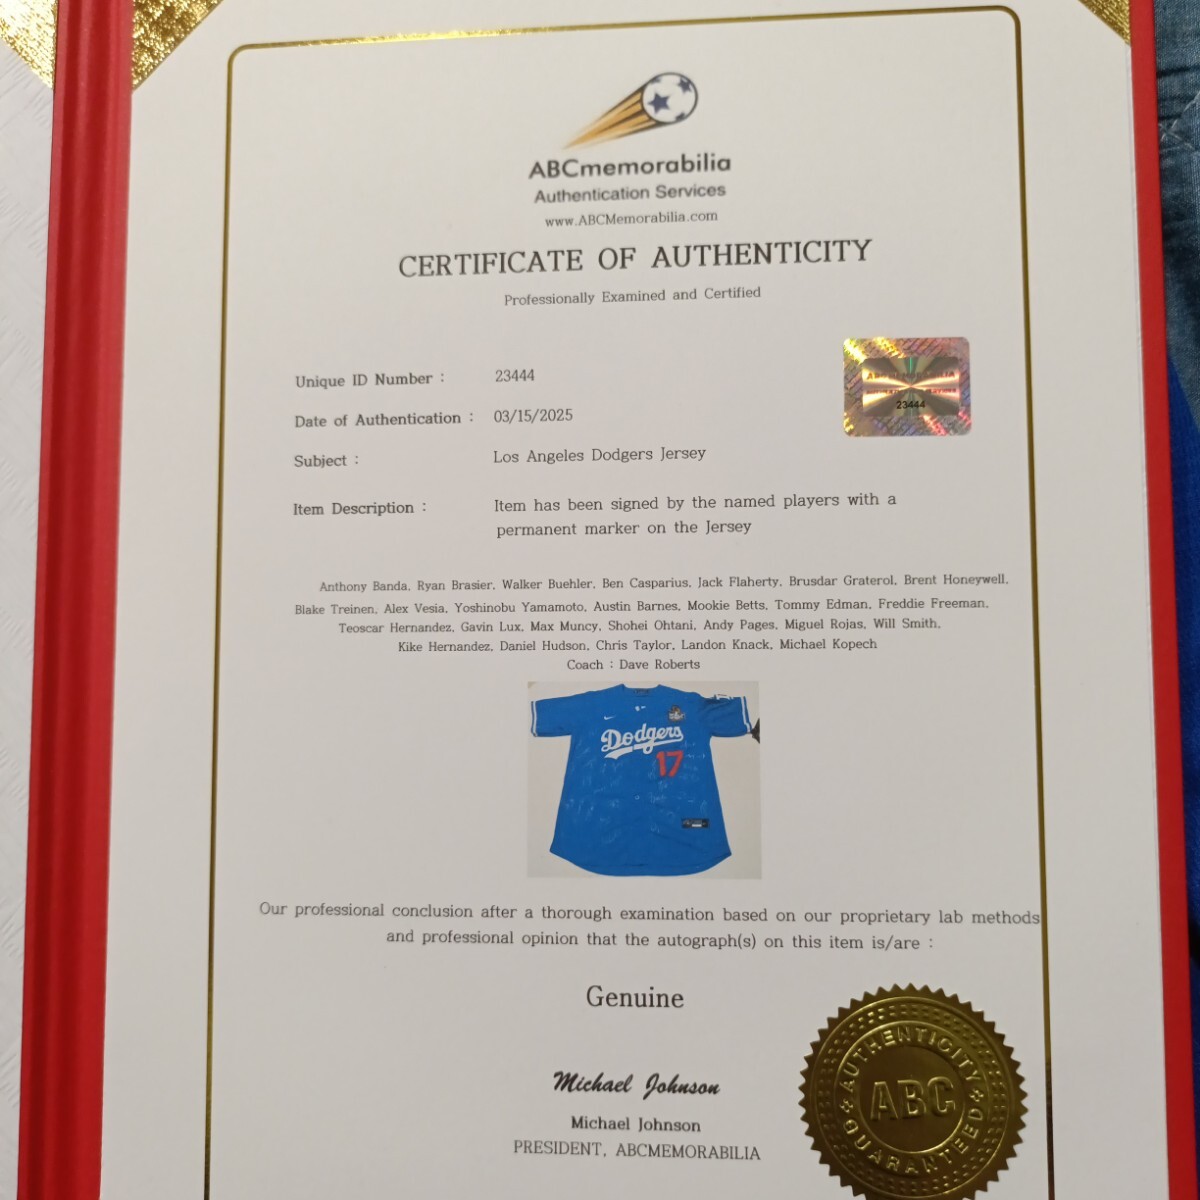 ABCmemorabilia
Authentication Services
www.ABCMemorabilia.com
CERTIFICATE OF AUTHENTICITY
Professionally Examined and Certified
Unique ID Number : 23444
ABCMEMORABILIA
23444
Date of Authentication : 03/15/2025
Subject : Los Angeles Dodgers Jersey
Item Description : Item has been signed by the named players with a
permanent marker on the Jersey
Anthony Banda, Ryan Brasier, Walker Buehler, Ben Casparius, Jack Flaherty, Brusdar Graterol, Brent Honeywell,
Blake Treinen, Alex Vesia, Yoshinobu Yamamoto, Austin Barnes, Mookie Betts, Tommy Edman, Freddie Freeman,
Teoscar Hernandez, Gavin Lux, Max Muncy, Shohei Ohtani, Andy Pages, Miguel Rojas, Will Smith,
Kike Hernandez, Daniel Hudson, Chris Taylor, Landon Knack, Michael Kopech
Coach : Dave Roberts
Dodgers
17
Our professional conclusion after a thorough examination based on our proprietary lab methods
and professional opinion that the autograph(s) on this item is/are :
Genuine
Michael Johnson
Michael Johnson
PRESIDENT, ABCMEMORABILIA
AUTHENTICITY
ABC
GUARANTEED